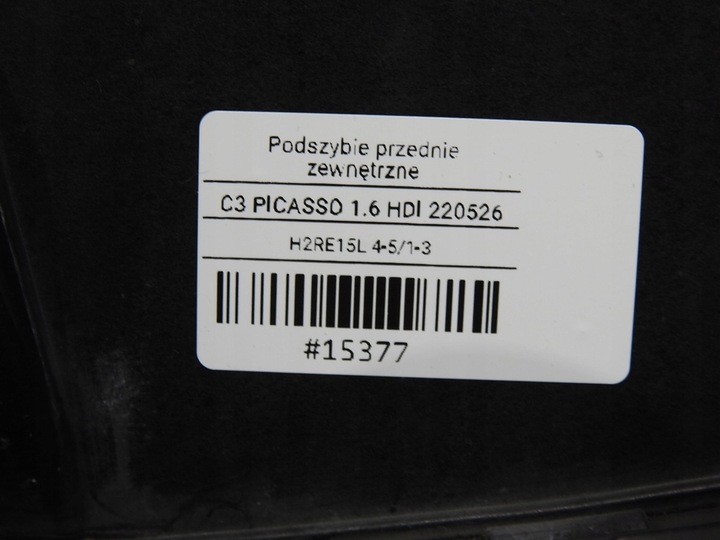 Podszybie przednie
zewnętrzne
C3 PICASSO 1.6 HDI 220526
H2RE15L 4-5/1-3
#15377